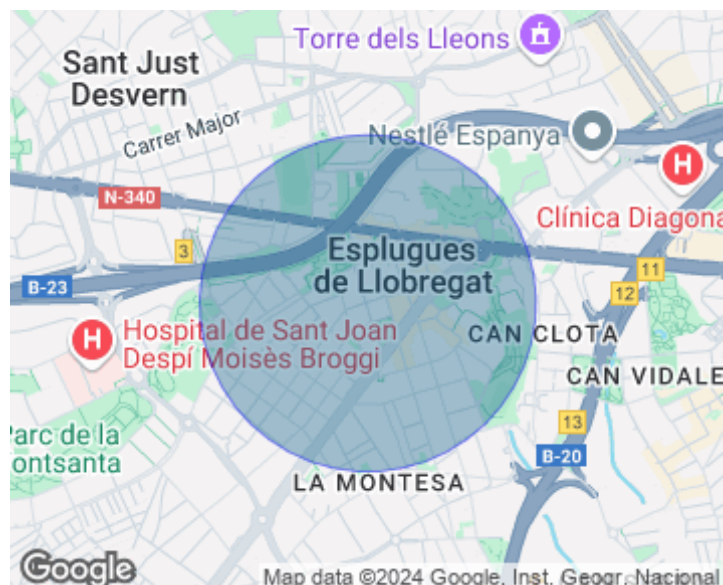 Torre dels Lleons
Sant Just
Desvern
Carrer Major
Nestlé Espanya
N-340
Clínica Diagona
3
Esplugues
de Llobregat
11
B-23
12
Hospital de Sant Joan
Despí Moisès Broggi
CAN CLOTA
CAN VIDALE
13
Parc de la
ontsanta
B-20
LA MONTESA
Google
Map data ©2024 Google, Inst. Geogr. Nacional